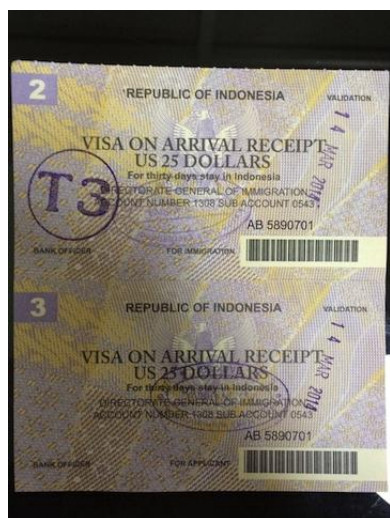 2
REPUBLIC OF INDONESIA
VALIDATION
14 MAR 2014
VISA ON ARRIVAL RECEIPT
US 25 DOLLARS
For thirty days stay in Indonesia
T3
DIRECTORATE GENERAL OF IMMIGRATION
ACCOUNT NUMBER 1308 SUB ACCOUNT 0543
AB 5890701
BANK OFFICER
FOR IMMIGRATION
3
REPUBLIC OF INDONESIA
VALIDATION
14 MAR 2014
VISA ON ARRIVAL RECEIPT
US 25 DOLLARS
For thirty days stay in Indonesia
DIRECTORATE GENERAL OF IMMIGRATION
ACCOUNT NUMBER 1308 SUB ACCOUNT 0543
AB 5890701
BANK OFFICER
FOR APPLICANT